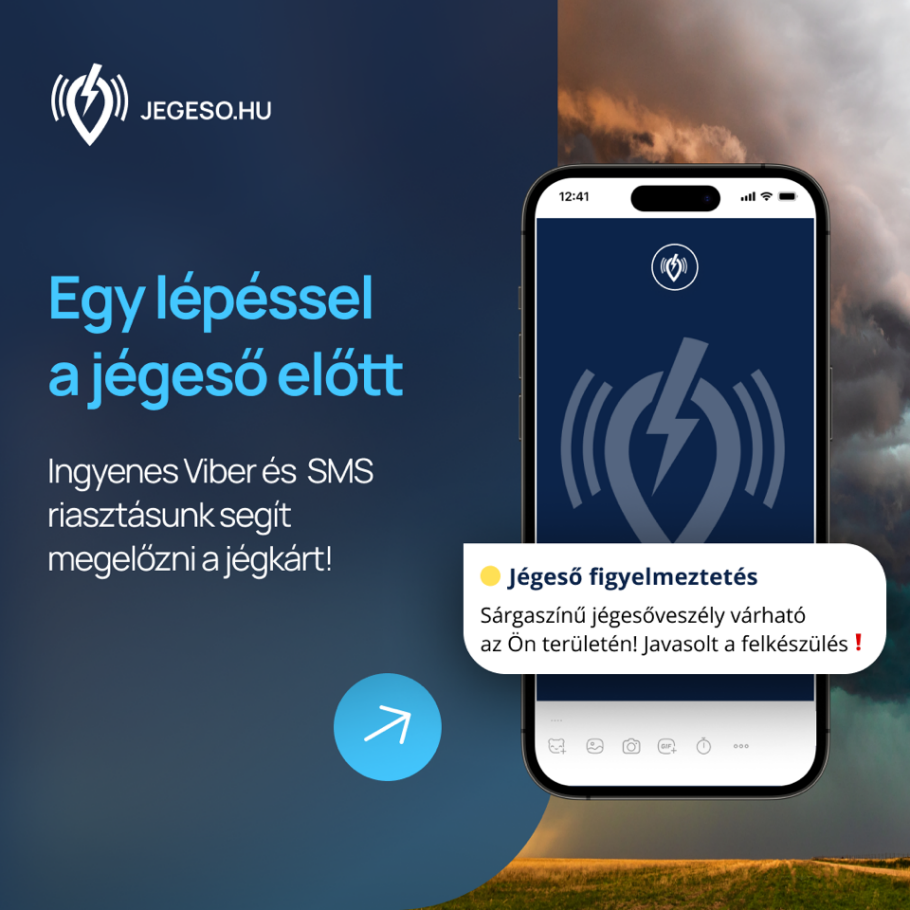 JEGESO.HU
Egy lépéssel
a jégeső előtt
Ingyenes Viber és SMS
riasztásunk segít
megelőzni a jégkárt!
12:41
Jégeső figyelmeztetés
Sárgaszínű jégesőveszély várható
az Ön területén! Javasolt a felkészülés❗
GIF